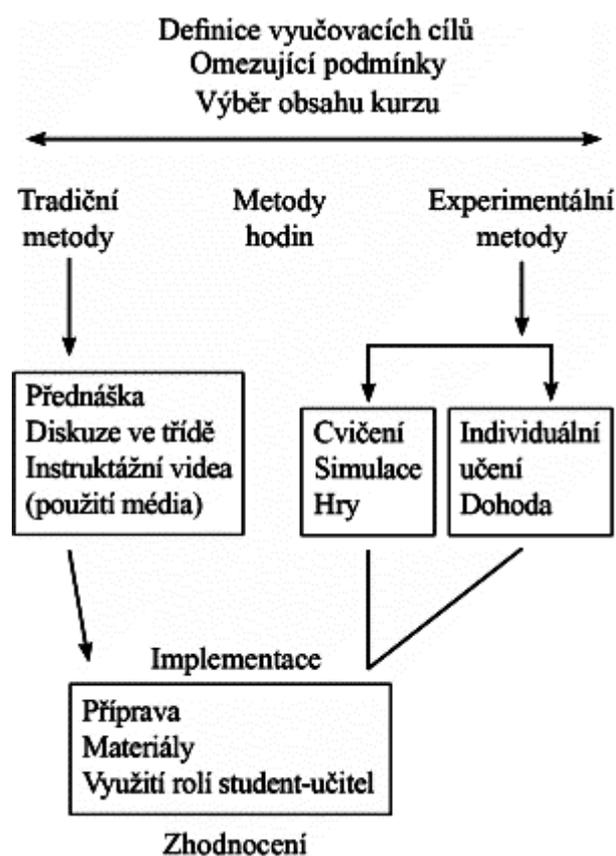 Definice vyučovacích cílů
Omezující podmínky
Výběr obsahu kurzu
Tradiční
metody
Metody
hodin
Experimentální
metody
Přednáška
Diskuze ve třídě
Instruktážní videa
(použití média)
Cvičení
Simulace
Hry
Individuální
učení
Dohoda
Implementace
Příprava
Materiály
Využití rolí student-učitel
Zhodnocení